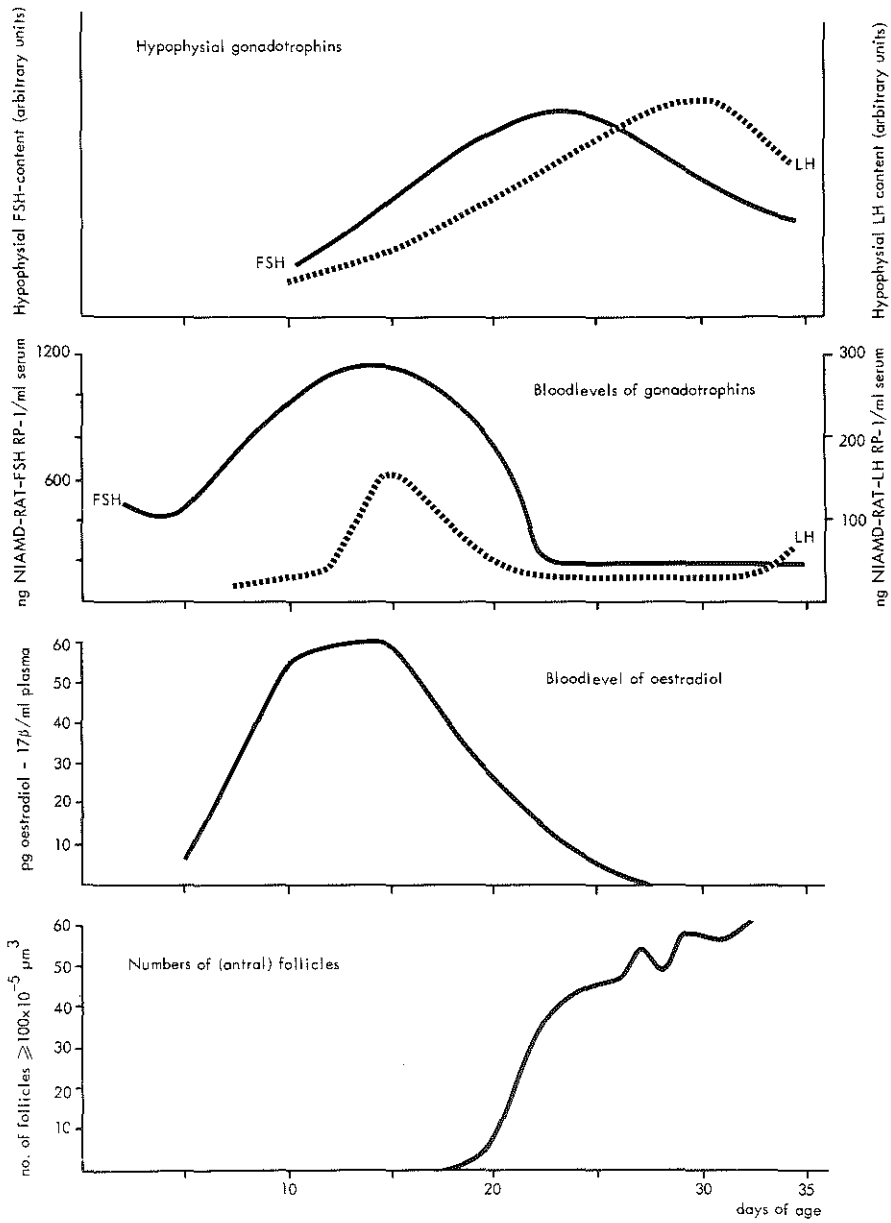 Hypophysial gonadotrophins
Hypophysial FSH-content (arbitrary units)
Hypophysial LH content (arbitrary units)
FSH
LH
Bloodlevels of gonadotrophins
ng NIAMD-RAT-FSH RP-1/ml serum
1200
600
ng NIAMD-RAT-LH RP-1/ml serum
300
200
100
FSH
LH
Bloodlevel of oestradiol
pg oestradiol - 17β/ml plasma
60
50
40
30
20
10
Numbers of (antral) follicles
no. of follicles ⩾100x10⁻⁵ μm³
60
50
40
30
20
10
10
20
30
35
days of age